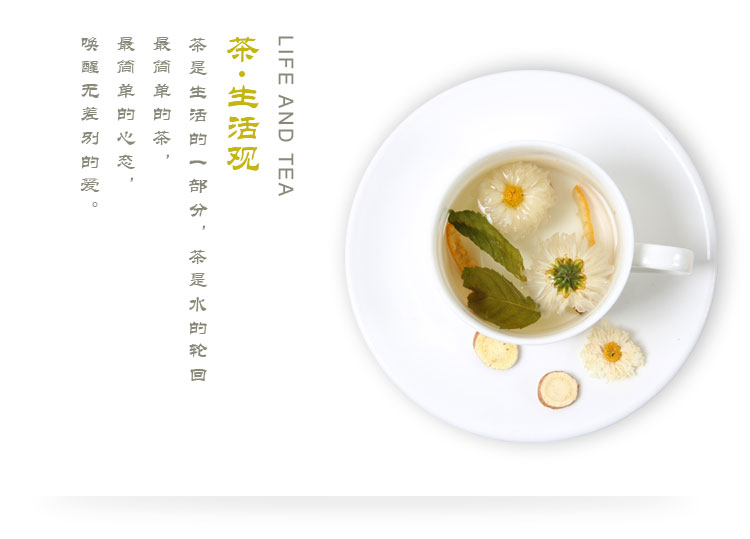 LIFE AND TEA
茶·生活观
茶是生活的一部分，茶是水的轮回
最简单的茶，
最简单的心态，
唤醒无差别的爱。